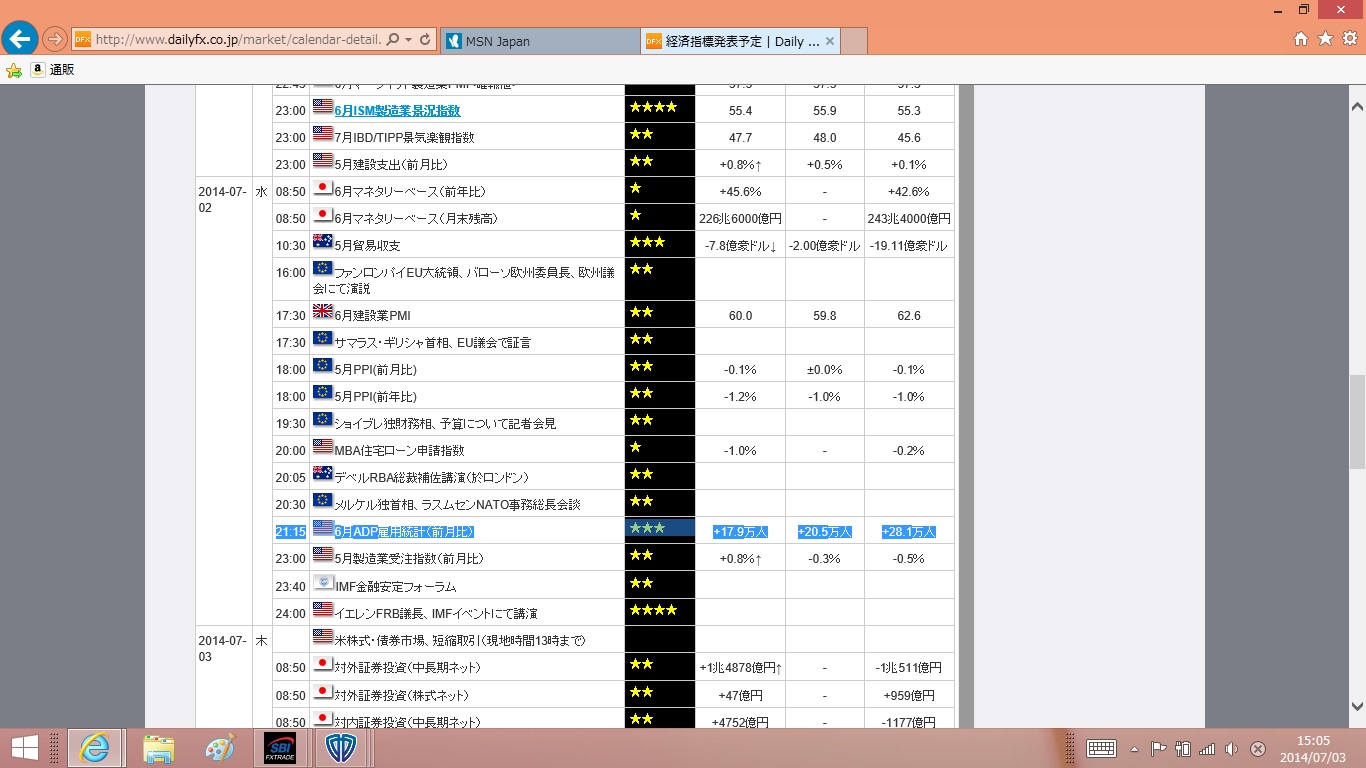 http://www.dailyfx.co.jp/market/calendar-detail.
MSN Japan
経済指標発表予定 | Daily ...
通販
23:00 6月ISM製造業景況指数 ★★★★ 55.4 55.9 55.3
23:00 7月IBD/TIPP景気楽観指数 ★★ 47.7 48.0 45.6
23:00 5月建設支出(前月比) ★★ +0.8%↑ +0.5% +0.1%
2014-07-02 水 08:50 6月マネタリーベース(前年比) ★ +45.6% - +42.6%
08:50 6月マネタリーベース(月末残高) ★ 226兆6000億円 - 243兆4000億円
10:30 5月貿易収支 ★★★ -7.8億豪ドル↓ -2.00億豪ドル -19.11億豪ドル
16:00 ファンロンパイEU大統領、バローゾ欧州委員長、欧州議
会にて演説 ★★
17:30 6月建設業PMI ★★ 60.0 59.8 62.6
17:30 サマラス・ギリシャ首相、EU議会で証言 ★★
18:00 5月PPI(前月比) ★★ -0.1% ±0.0% -0.1%
18:00 5月PPI(前年比) ★★ -1.2% -1.0% -1.0%
19:30 ショイブレ独財務相、予算について記者会見 ★★
20:00 MBA住宅ローン申請指数 ★ -1.0% - -0.2%
20:05 デベルRBA総裁補佐講演(於ロンドン) ★★
20:30 メルケル独首相、ラスムセンNATO事務総長会談 ★★
21:15 6月ADP雇用統計(前月比) ★★★ +17.9万人 +20.5万人 +28.1万人
23:00 5月製造業受注指数(前月比) ★★ +0.8%↑ -0.3% -0.5%
23:40 IMF金融安定フォーラム ★★
24:00 イエレンFRB議長、IMFイベントにて講演 ★★★★
2014-07-03 木 米株式・債券市場、短縮取引(現地時間13時まで)
08:50 対外証券投資(中長期ネット) ★★ +1兆4878億円↑ - -1兆511億円
08:50 対外証券投資(株式ネット) ★★ +47億円 - +959億円
08:50 対内証券投資(中長期ネット) ★★ +4752億円 - -1177億円
SBI
FXTRADE
15:05
2014/07/03